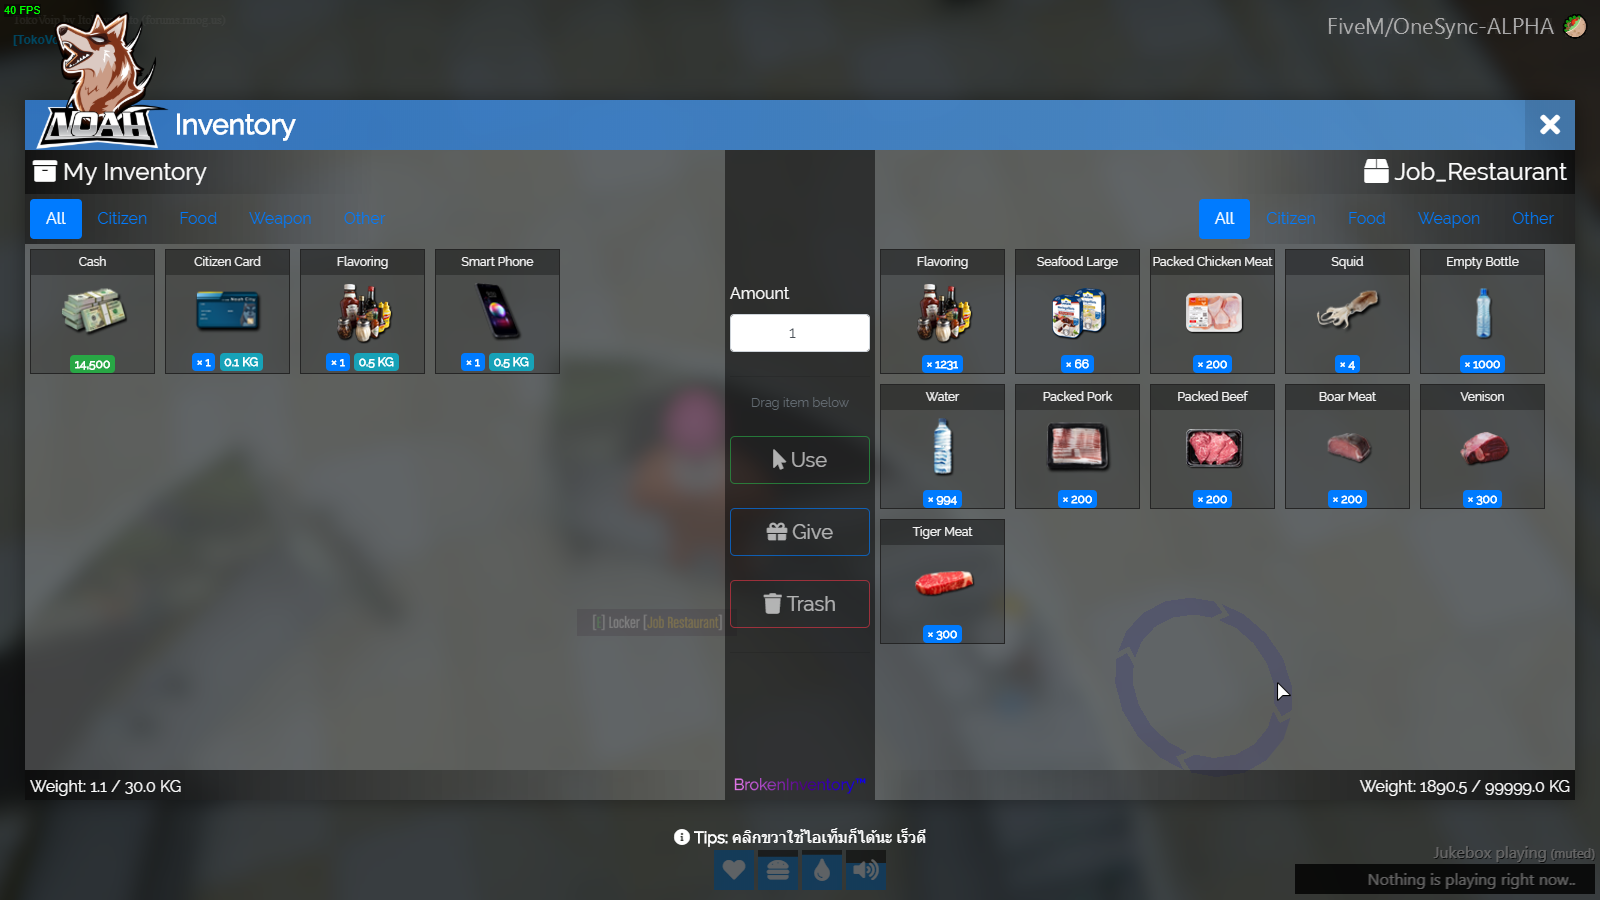 40 FPS
FiveM/OneSync-ALPHA
NOAH
Inventory
My Inventory
Job_Restaurant
All Citizen Food Weapon Other
All Citizen Food Weapon Other
Cash Citizen Card Flavoring Smart Phone
14,500 × 1 0.1 KG × 1 0.5 KG × 1 0.5 KG
Amount
1
Drag item below
Use
Give
Trash
[E] Locker [Job Restaurant]
BrokenInventory™
Flavoring Seafood Large Packed Chicken Meat Squid Empty Bottle
× 1231 × 66 × 200 × 4 × 1000
Water Packed Pork Packed Beef Boar Meat Venison
× 994 × 200 × 200 × 200 × 300
Tiger Meat
× 300
Weight: 1.1 / 30.0 KG
Weight: 1890.5 / 99999.0 KG
Tips: คลิกขวาใช้ไอเท็มก็ได้นะ เร็วดี
Jukebox playing (muted)
Nothing is playing right now..